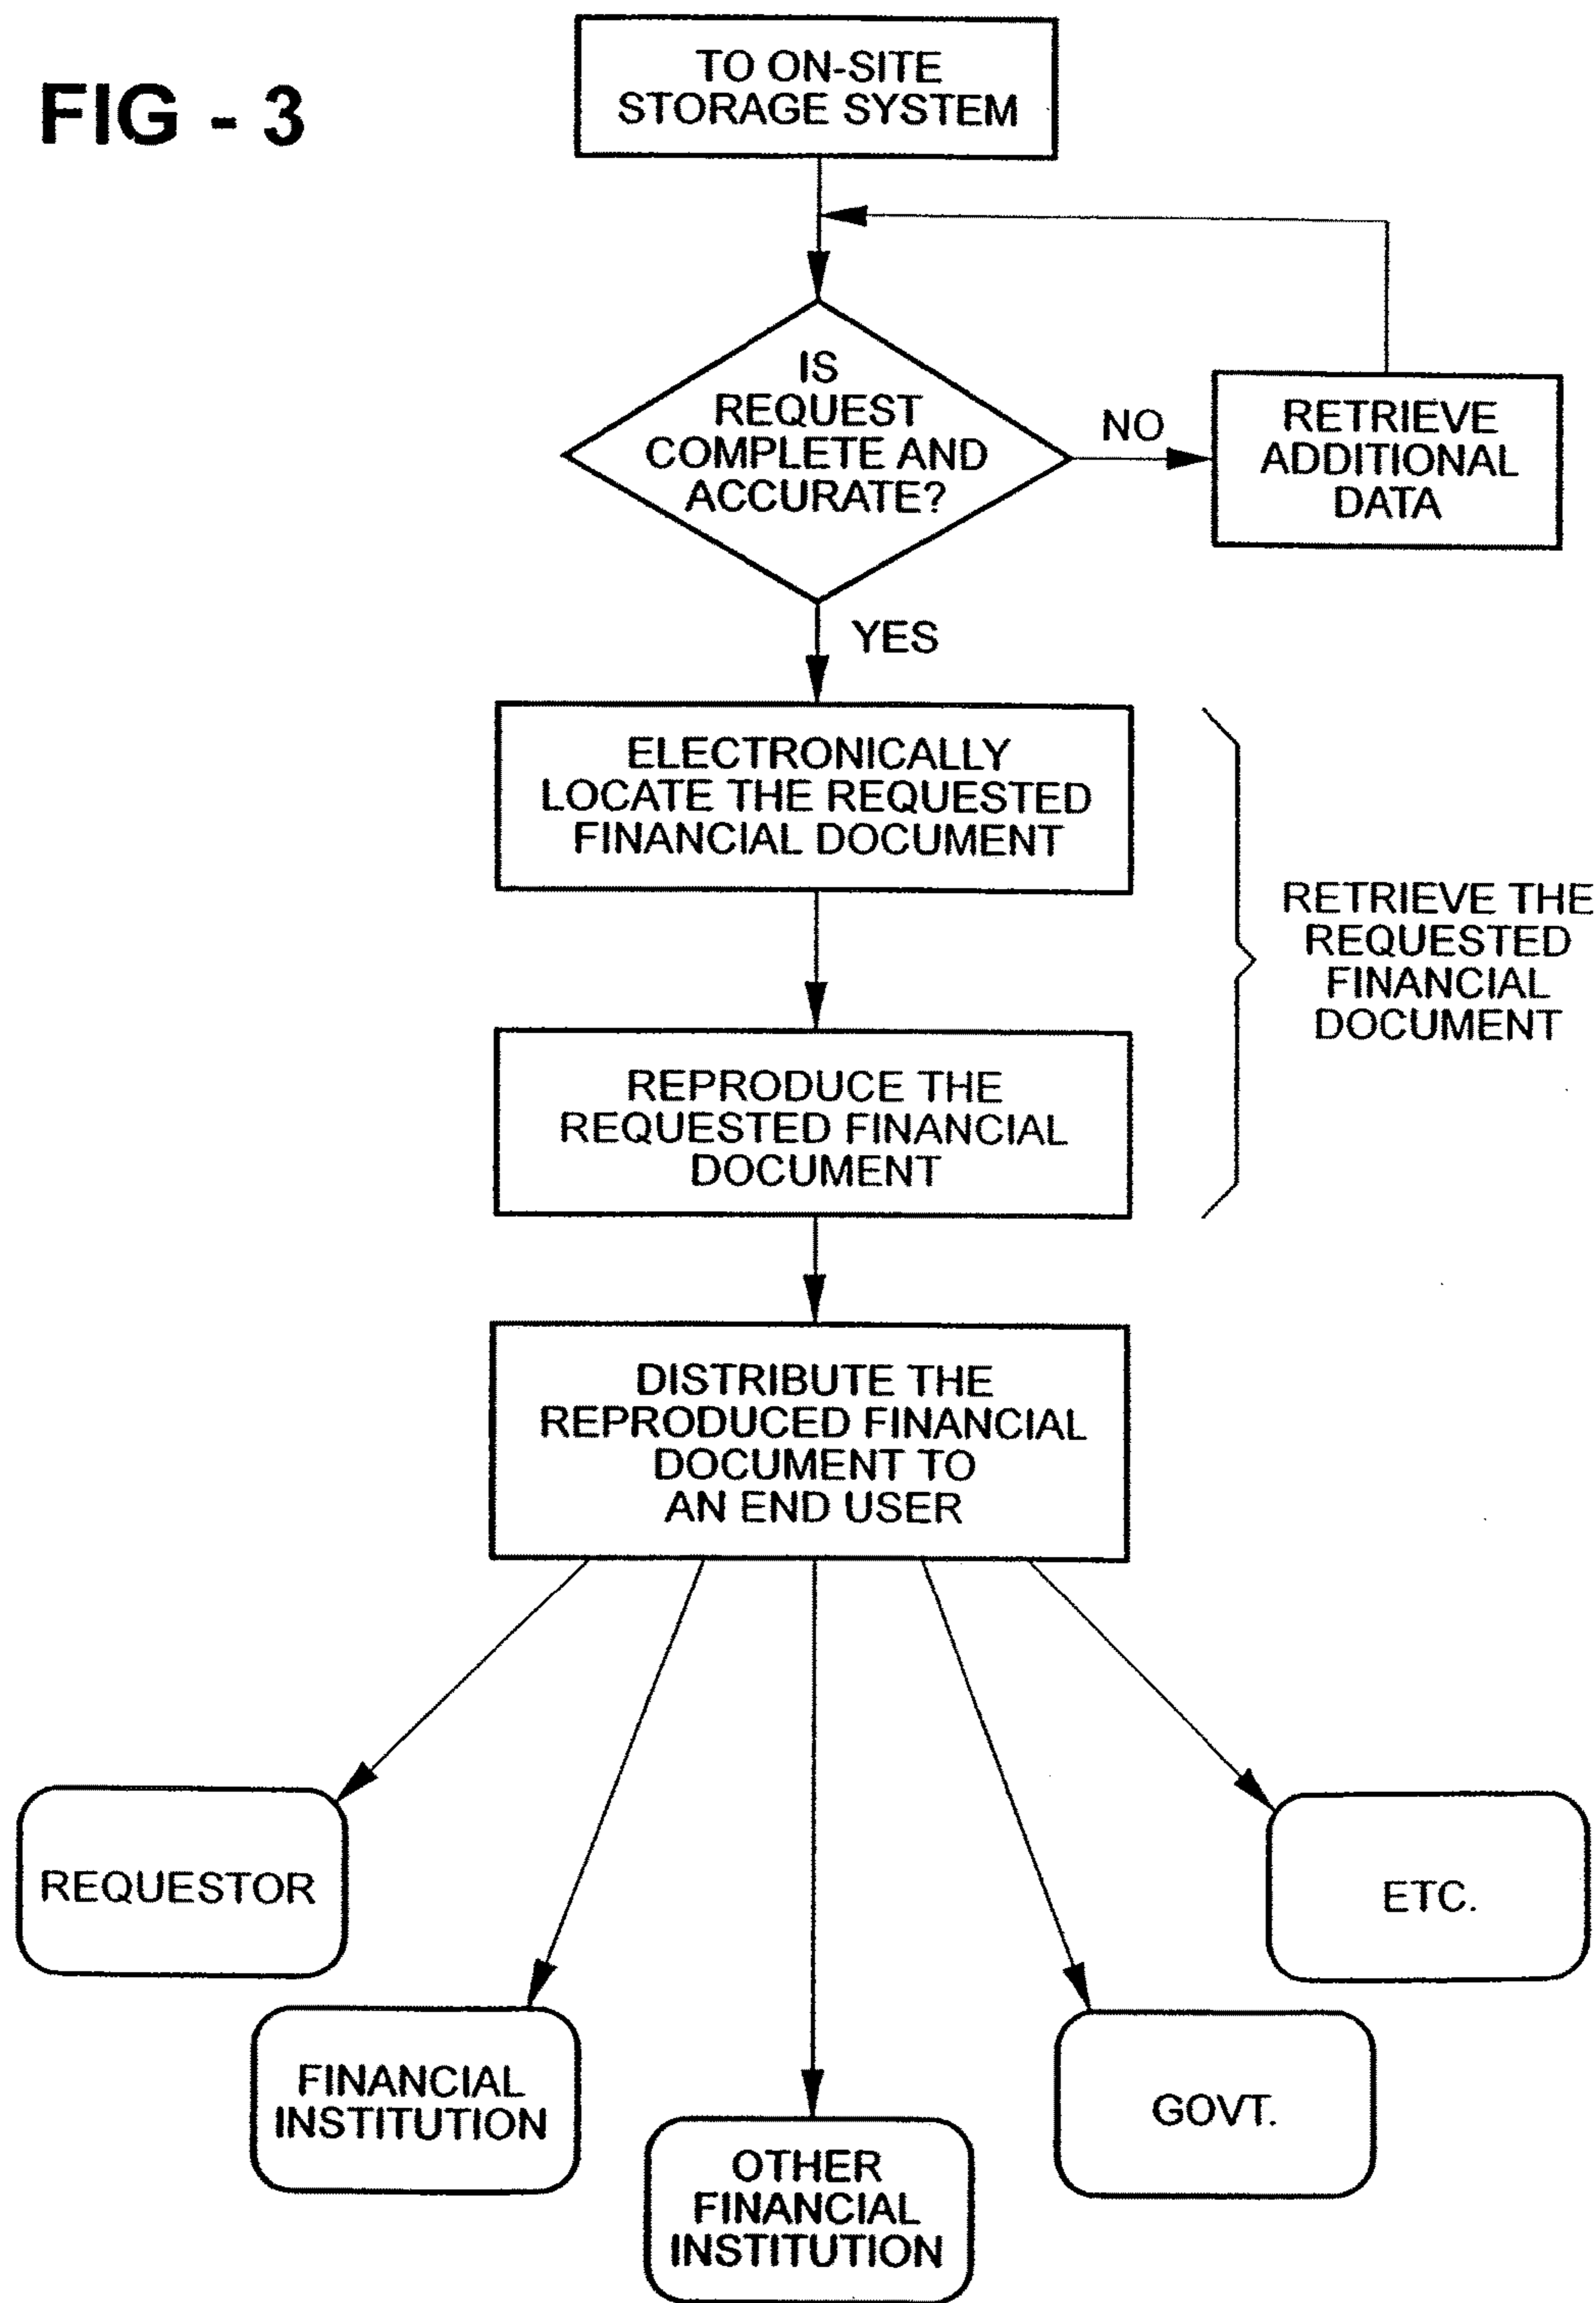 FIG - 3
TO ON-SITE
STORAGE SYSTEM
IS
REQUEST
COMPLETE AND
ACCURATE?
NO
RETRIEVE
ADDITIONAL
DATA
YES
ELECTRONICALLY
LOCATE THE REQUESTED
FINANCIAL DOCUMENT
RETRIEVE THE
REQUESTED
FINANCIAL
DOCUMENT
REPRODUCE THE
REQUESTED FINANCIAL
DOCUMENT
DISTRIBUTE THE
REPRODUCED FINANCIAL
DOCUMENT TO
AN END USER
REQUESTOR
FINANCIAL
INSTITUTION
OTHER
FINANCIAL
INSTITUTION
GOVT.
ETC.